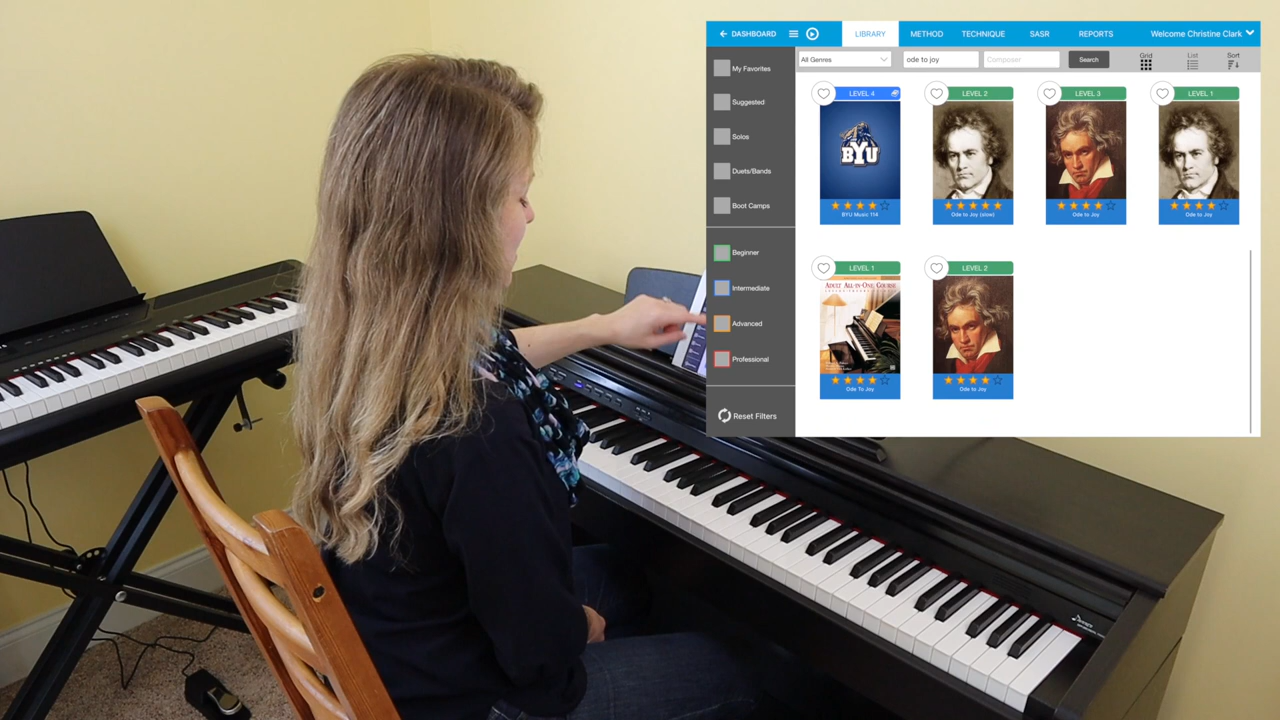 DASHBOARD
LIBRARY
METHOD
TECHNIQUE
SASR
REPORTS
Welcome Christine Clark
My Favorites
Suggested
Solos
Duets/Bands
Boot Camps
Beginner
Intermediate
Advanced
Professional
Reset Filters
All Genres
ode to joy
Composer
Search
Grid
List
Sort
LEVEL 4
BYU
BYU Music 114
LEVEL 2
Ode to Joy (slow)
LEVEL 3
Ode to Joy
LEVEL 1
Ode to Joy
LEVEL 1
ADULT ALL-IN-ONE COURSE
Ode To Joy
LEVEL 2
Ode to Joy